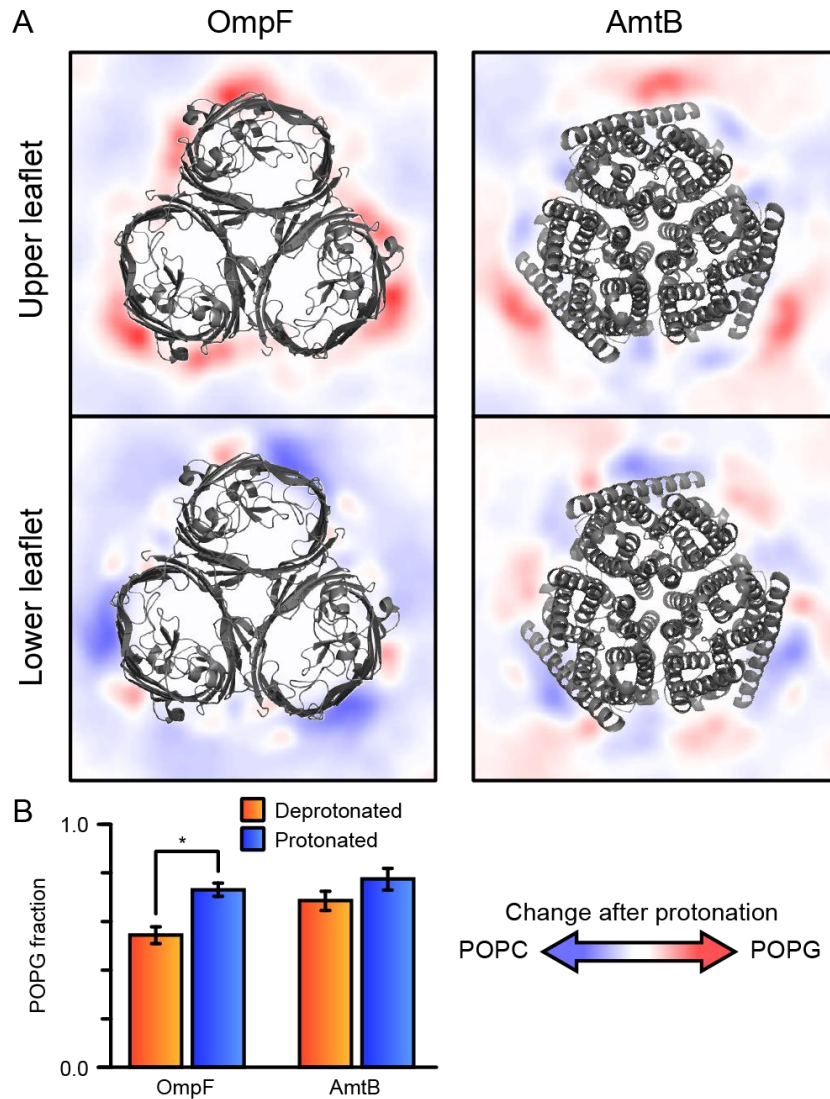 A
OmpF
AmtB
Upper leaflet
Lower leaflet
B
Deprotonated
Protonated
1.0
*
POPG fraction
0.0
OmpF
AmtB
Change after protonation
POPC
POPG